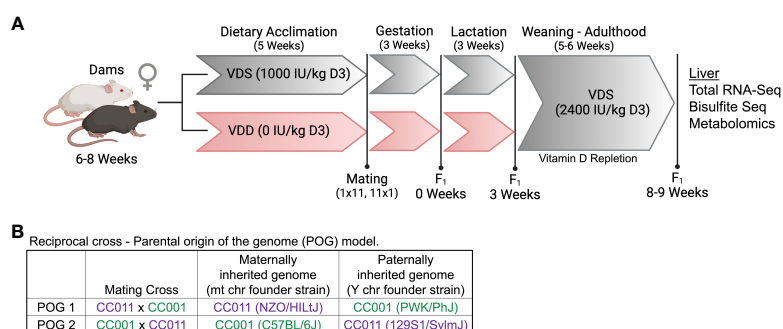 A
Dietary Acclimation
(5 Weeks)
Gestation
(3 Weeks)
Lactation
(3 Weeks)
Weaning - Adulthood
(5-6 Weeks)
Dams
6-8 Weeks
VDS (1000 IU/kg D3)
VDD (0 IU/kg D3)
VDS
(2400 IU/kg D3)
Vitamin D Repletion
Liver
Total RNA-Seq
Bisulfite Seq
Metabolomics
Mating
(1x11, 11x1)
F1
0 Weeks
F1
3 Weeks
F1
8-9 Weeks
B
Reciprocal cross - Parental origin of the genome (POG) model.
Mating Cross
Maternally
inherited genome
(mt chr founder strain)
Paternally
inherited genome
(Y chr founder strain)
POG 1 CC011 x CC001 CC011 (NZO/HILtJ) CC001 (PWK/PhJ)
POG 2 CC001 x CC011 CC001 (C57BL/6J) CC011 (129S1/SvImJ)